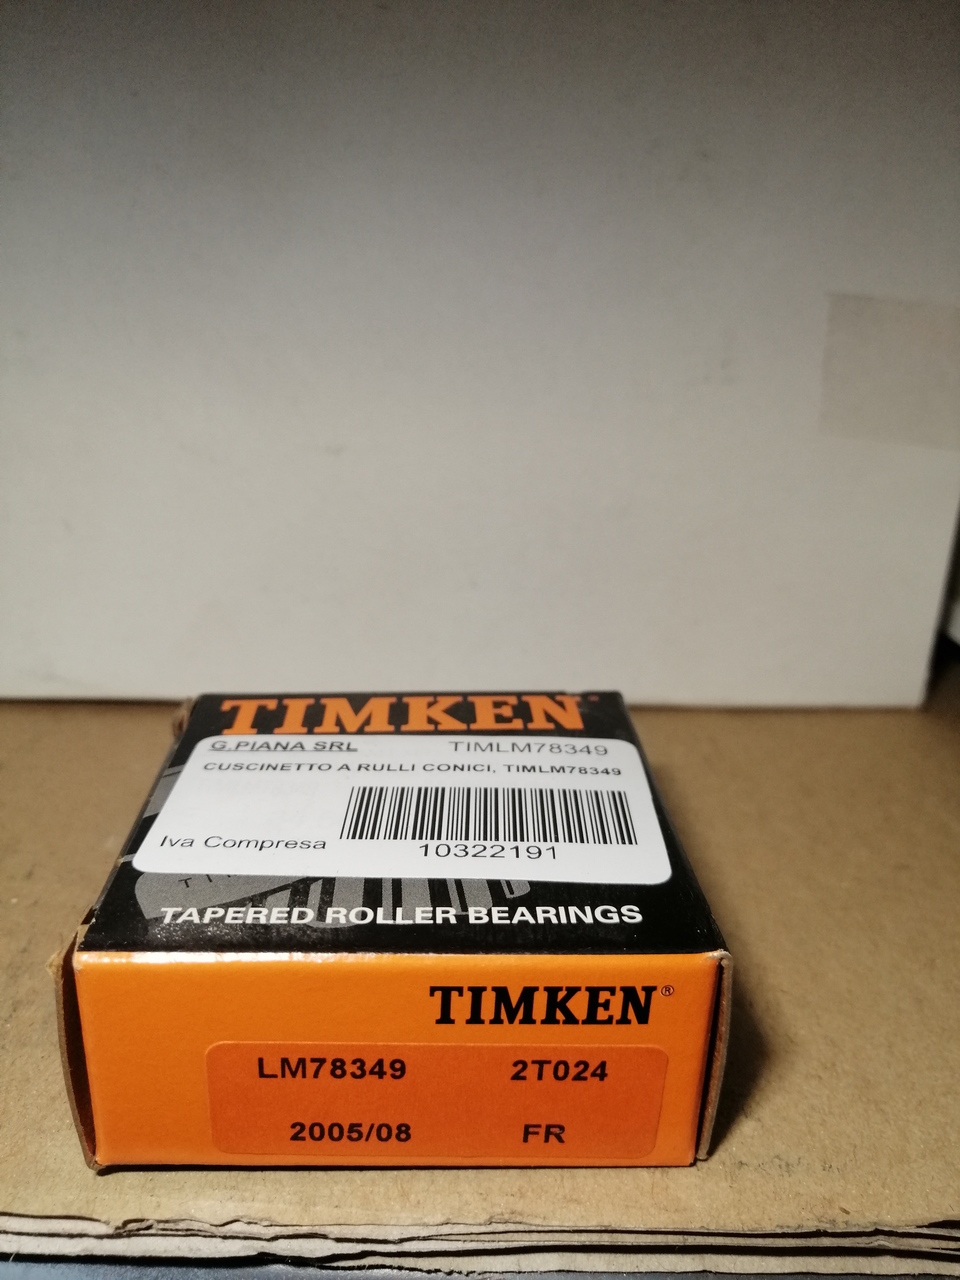 TIMKEN
G.PIANA SRL TIMLM78349
CUSCINETTO A RULLI CONICI, TIMLM78349
Iva Compresa
10322191
TAPERED ROLLER BEARINGS
TIMKEN®
LM78349 2T024
2005/08 FR